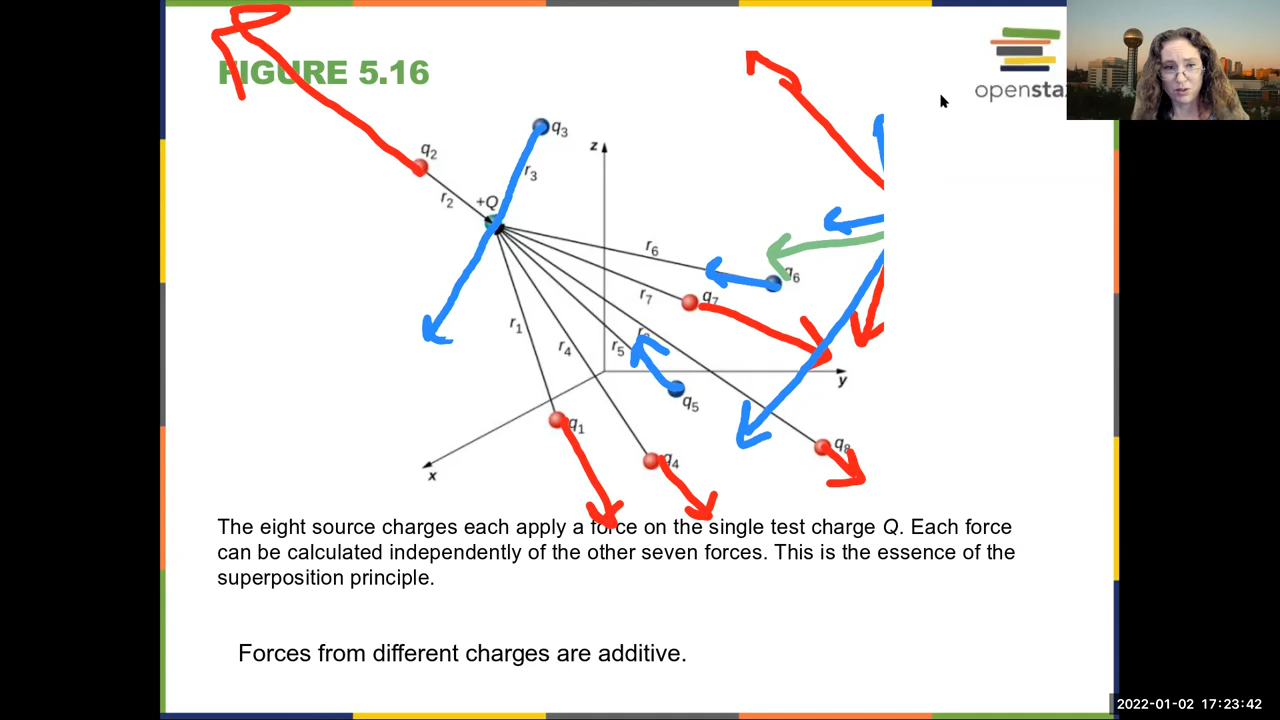 FIGURE 5.16
openstax
q3
z
q2
r3
r2
+Q
r6
q6
r7
q7
r1
r4
r5
y
q5
q1
q8
q4
x
The eight source charges each apply a force on the single test charge Q. Each force
can be calculated independently of the other seven forces. This is the essence of the
superposition principle.
Forces from different charges are additive.
2022-01-02 17:23:42